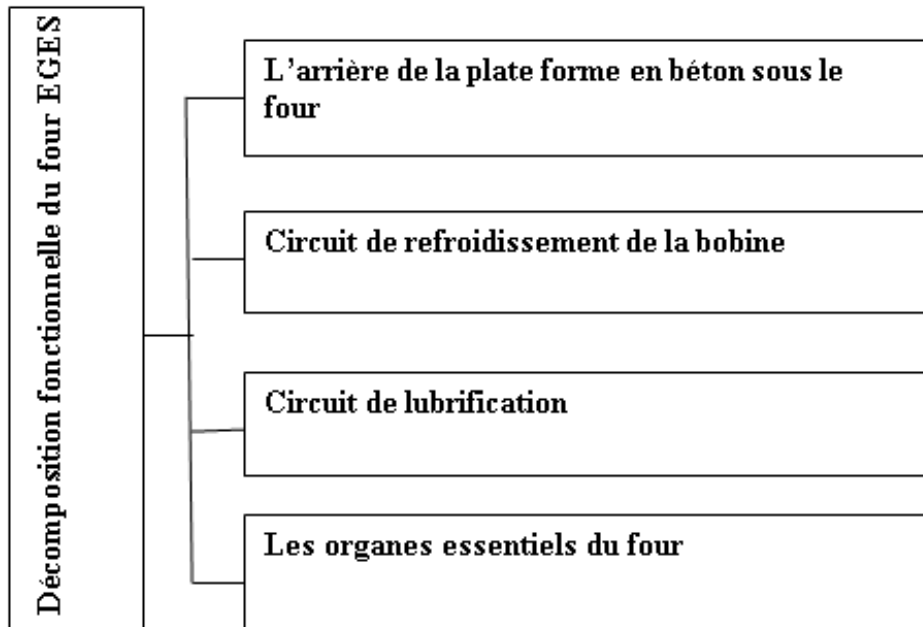 Décomposition fonctionnelle du four EGES
L'arrière de la plate forme en béton sous le
four
Circuit de refroidissement de la bobine
Circuit de lubrification
Les organes essentiels du four